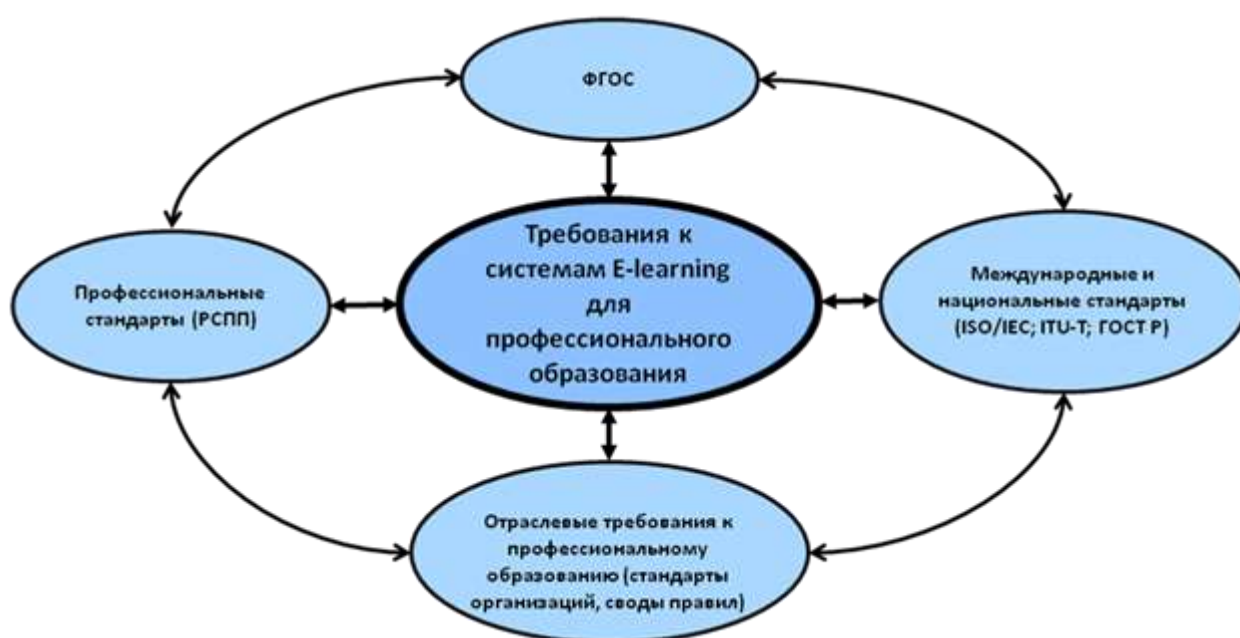 ФГОС
Требования к
системам E-learning
для
профессионального
образования
Профессиональные
стандарты (РСПП)
Международные и
национальные стандарты
(ISO/IEC; ITU-T; ГОСТ Р)
Отраслевые требования к
профессиональному
образованию (стандарты
организаций, своды правил)